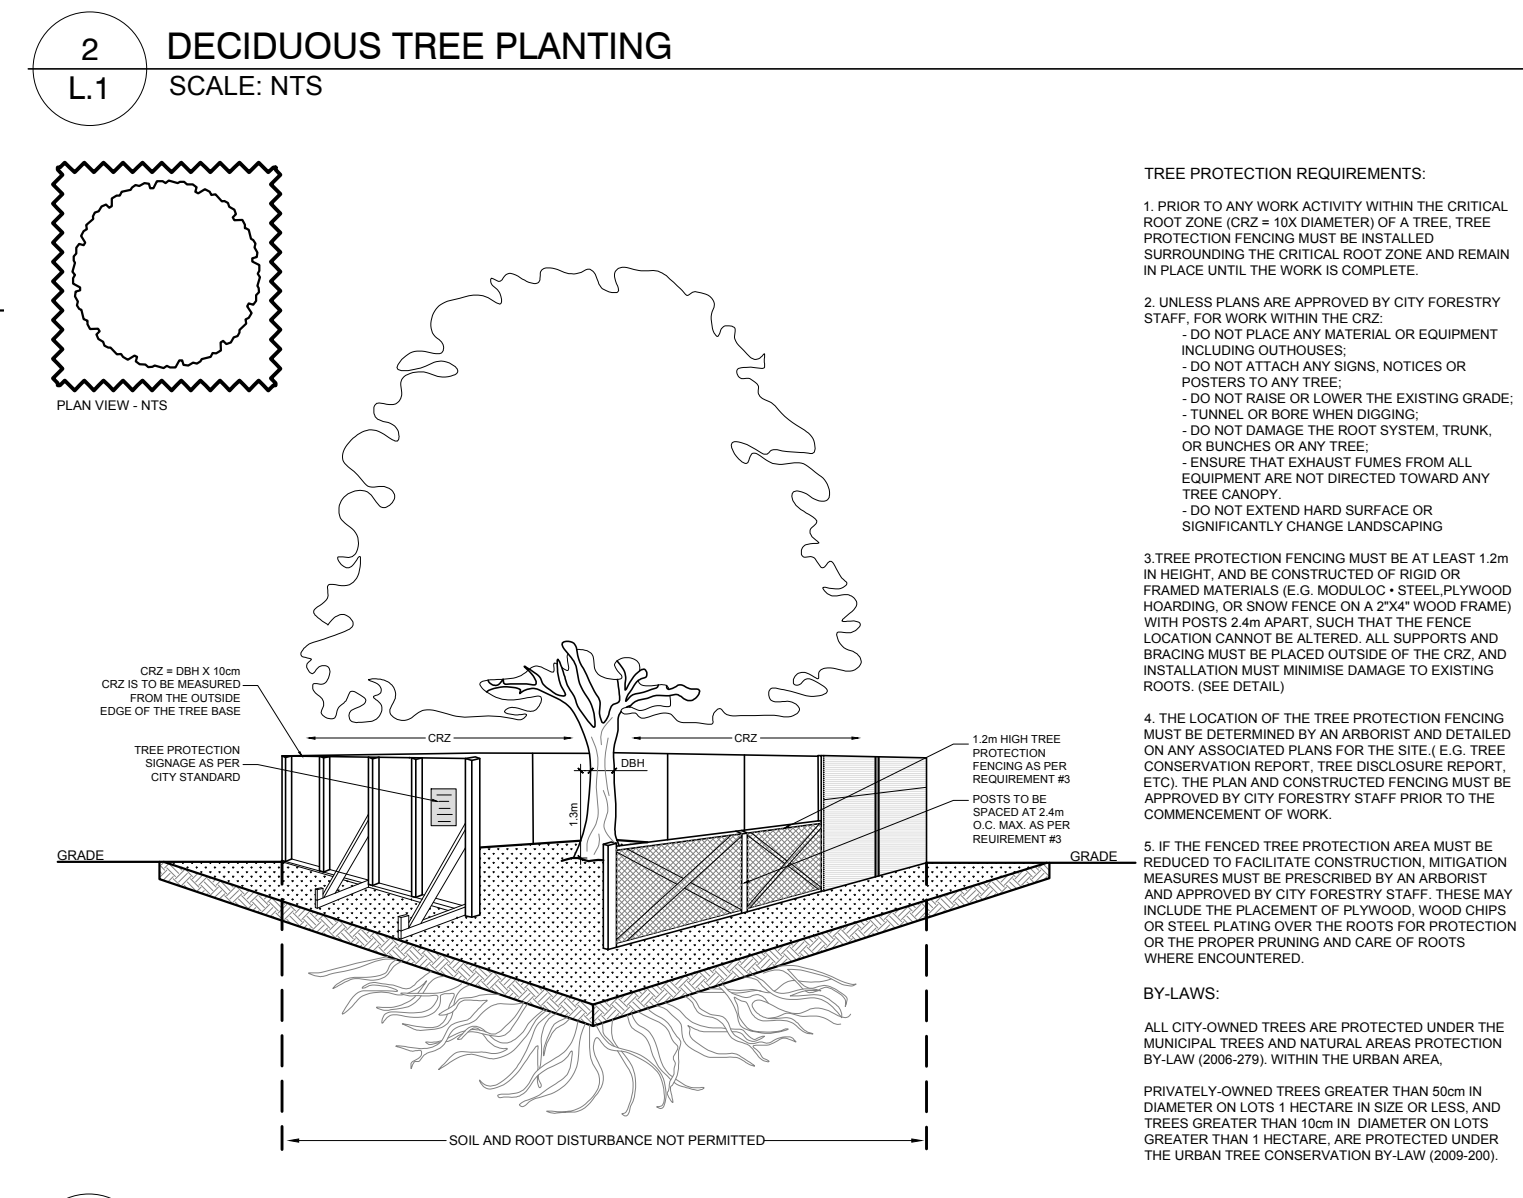 2
L.1
DECIDUOUS TREE PLANTING
SCALE: NTS
PLAN VIEW - NTS
CRZ = DBH X 10cm
CRZ IS TO BE MEASURED
FROM THE OUTSIDE
EDGE OF THE TREE BASE
TREE PROTECTION
SIGNAGE AS PER
CITY STANDARD
CRZ
CRZ
DBH
1.3m
1.2m HIGH TREE
PROTECTION
FENCING AS PER
REQUIREMENT #3
POSTS TO BE
SPACED AT 2.4m
O.C. MAX. AS PER
REUIREMENT #3
GRADE
GRADE
SOIL AND ROOT DISTURBANCE NOT PERMITTED
TREE PROTECTION REQUIREMENTS:
1. PRIOR TO ANY WORK ACTIVITY WITHIN THE CRITICAL
ROOT ZONE (CRZ = 10X DIAMETER) OF A TREE, TREE
PROTECTION FENCING MUST BE INSTALLED
SURROUNDING THE CRITICAL ROOT ZONE AND REMAIN
IN PLACE UNTIL THE WORK IS COMPLETE.
2. UNLESS PLANS ARE APPROVED BY CITY FORESTRY
STAFF, FOR WORK WITHIN THE CRZ:
- DO NOT PLACE ANY MATERIAL OR EQUIPMENT
INCLUDING OUTHOUSES;
- DO NOT ATTACH ANY SIGNS, NOTICES OR
POSTERS TO ANY TREE;
- DO NOT RAISE OR LOWER THE EXISTING GRADE;
- TUNNEL OR BORE WHEN DIGGING;
- DO NOT DAMAGE THE ROOT SYSTEM, TRUNK,
OR BUNCHES OR ANY TREE;
- ENSURE THAT EXHAUST FUMES FROM ALL
EQUIPMENT ARE NOT DIRECTED TOWARD ANY
TREE CANOPY.
- DO NOT EXTEND HARD SURFACE OR
SIGNIFICANTLY CHANGE LANDSCAPING
3.TREE PROTECTION FENCING MUST BE AT LEAST 1.2m
IN HEIGHT, AND BE CONSTRUCTED OF RIGID OR
FRAMED MATERIALS (E.G. MODULOC • STEEL,PLYWOOD
HOARDING, OR SNOW FENCE ON A 2"X4" WOOD FRAME)
WITH POSTS 2.4m APART, SUCH THAT THE FENCE
LOCATION CANNOT BE ALTERED. ALL SUPPORTS AND
BRACING MUST BE PLACED OUTSIDE OF THE CRZ, AND
INSTALLATION MUST MINIMISE DAMAGE TO EXISTING
ROOTS. (SEE DETAIL)
4. THE LOCATION OF THE TREE PROTECTION FENCING
MUST BE DETERMINED BY AN ARBORIST AND DETAILED
ON ANY ASSOCIATED PLANS FOR THE SITE.( E.G. TREE
CONSERVATION REPORT, TREE DISCLOSURE REPORT,
ETC). THE PLAN AND CONSTRUCTED FENCING MUST BE
APPROVED BY CITY FORESTRY STAFF PRIOR TO THE
COMMENCEMENT OF WORK.
5. IF THE FENCED TREE PROTECTION AREA MUST BE
REDUCED TO FACILITATE CONSTRUCTION, MITIGATION
MEASURES MUST BE PRESCRIBED BY AN ARBORIST
AND APPROVED BY CITY FORESTRY STAFF. THESE MAY
INCLUDE THE PLACEMENT OF PLYWOOD, WOOD CHIPS
OR STEEL PLATING OVER THE ROOTS FOR PROTECTION
OR THE PROPER PRUNING AND CARE OF ROOTS
WHERE ENCOUNTERED.
BY-LAWS:
ALL CITY-OWNED TREES ARE PROTECTED UNDER THE
MUNICIPAL TREES AND NATURAL AREAS PROTECTION
BY-LAW (2006-279). WITHIN THE URBAN AREA,
PRIVATELY-OWNED TREES GREATER THAN 50cm IN
DIAMETER ON LOTS 1 HECTARE IN SIZE OR LESS, AND
TREES GREATER THAN 10cm IN DIAMETER ON LOTS
GREATER THAN 1 HECTARE, ARE PROTECTED UNDER
THE URBAN TREE CONSERVATION BY-LAW (2009-200).